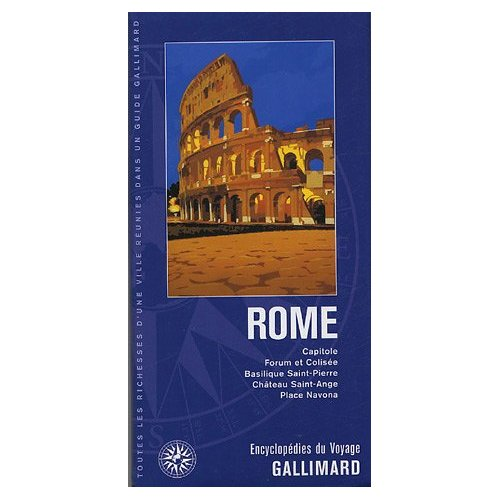 TOUTES LES RICHESSES D'UNE VILLE RÉUNIES DANS UN GUIDE GALLIMARD
ROME
Capitole
Forum et Colisée
Basilique Saint-Pierre
Château Saint-Ange
Place Navona
Encyclopédies du Voyage
GALLIMARD